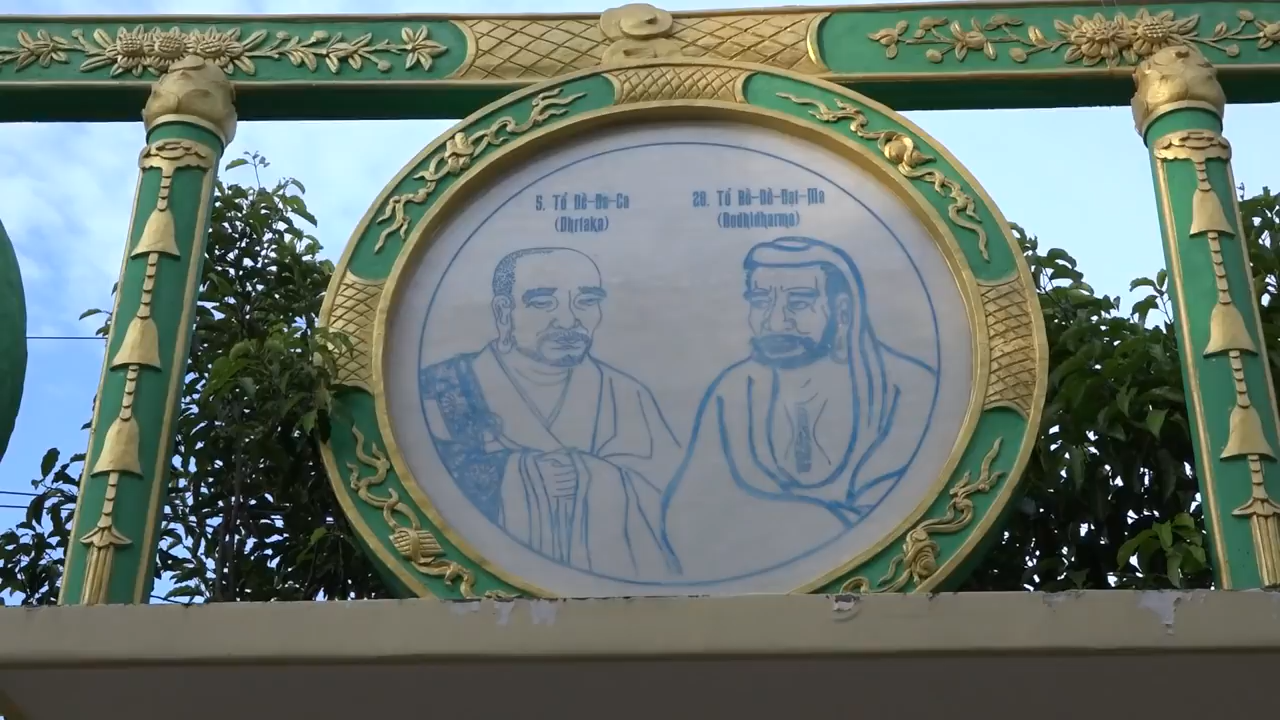 5. Tổ Đề-Đa-Ca
(Dhrtaka)
28. Tổ Bồ-Đề-Đạt-Ma
(Bodhidharma)